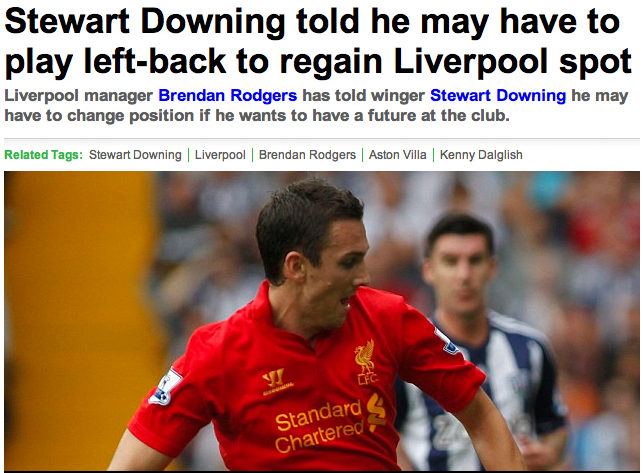 Stewart Downing told he may have to
play left-back to regain Liverpool spot
Liverpool manager Brendan Rodgers has told winger Stewart Downing he may
have to change position if he wants to have a future at the club.
Related Tags: Stewart Downing | Liverpool | Brendan Rodgers | Aston Villa | Kenny Dalglish
LFC
Standard
Chartered